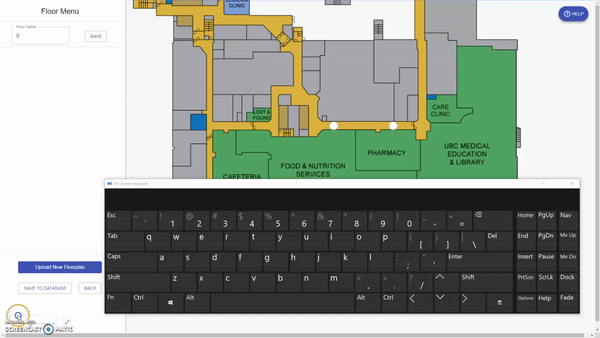 Floor Menu
Floor Name
0
SAVE
Upload New Floorplan
SAVE TO DATABASE
BACK
SCREENCAST
MATIC
CLINIC
HELP
LOST &
FOUND
CARE
CLINIC
PHARMACY
FOOD & NUTRITION
SERVICES
UBC MEDICAL
EDUCATION
& LIBRARY
CAFETERIA
On-Screen Keyboard
Esc ~ ` ! 1 @ 2 # 3 $ 4 % 5 ^ 6 & 7 * 8 ( 9 ) 0 _ - + = Home PgUp Nav
Tab q w e r t y u i o p { [ } ] | \ Del End PgDn Mv Up
Caps a s d f g h j k l : ; " ' Enter Insert Pause Mv Dn
Shift z x c v b n m < , > . ? / Shift PrtScn ScrLk Dock
Fn Ctrl Alt Alt Ctrl Options Help Fade